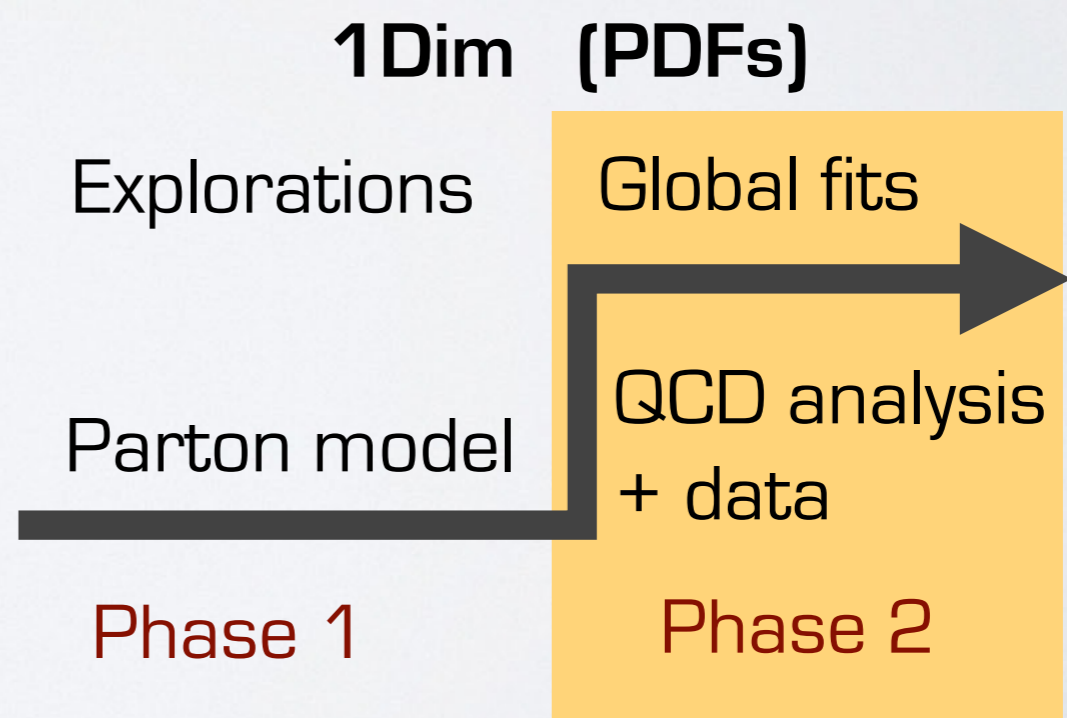 1Dim (PDFs)
Explorations
Global fits
Parton model
QCD analysis
+ data
Phase 1
Phase 2